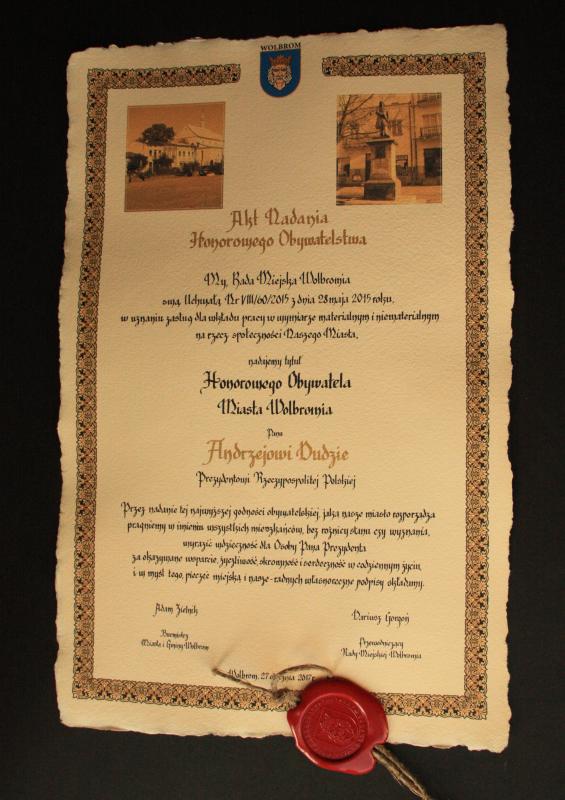 WOLBROM
Akt Nadania
Honorowego Obywatelstwa
My, Rada Miejska Wolbromia
swą Uchwałą Nr VIII/60/2015 z dnia 28 maja 2015 roku,
w uznaniu zasług dla wkładu pracy w wymiarze materialnym i niematerialnym
na rzecz społeczności Naszego Miasta,
nadajemy tytuł
Honorowego Obywatela
Miasta Wolbromia
Panu
Andrzejowi Dudzie
Prezydentowi Rzeczypospolitej Polskiej
Przez nadanie tej najwyższej godności obywatelskiej, jaką nasze miasto rozporządza
pragniemy w imieniu wszystkich mieszkańców, bez różnicy stanu czy wyznania,
wyrazić wdzięczność dla Osoby Pana Prezydenta
za okazywane wsparcie, życzliwość, skromność i serdeczność w codziennym życiu,
i w myśl tego, pieczęć miejską i nasze-radnych własnoręczne podpisy okładamy.
Adam Zielnik
Burmistrz
Miasta i Gminy Wolbrom
Dariusz Gorgoń
Przewodniczący
Rady Miejskiej Wolbromia
Wolbrom, 27 2017 r.